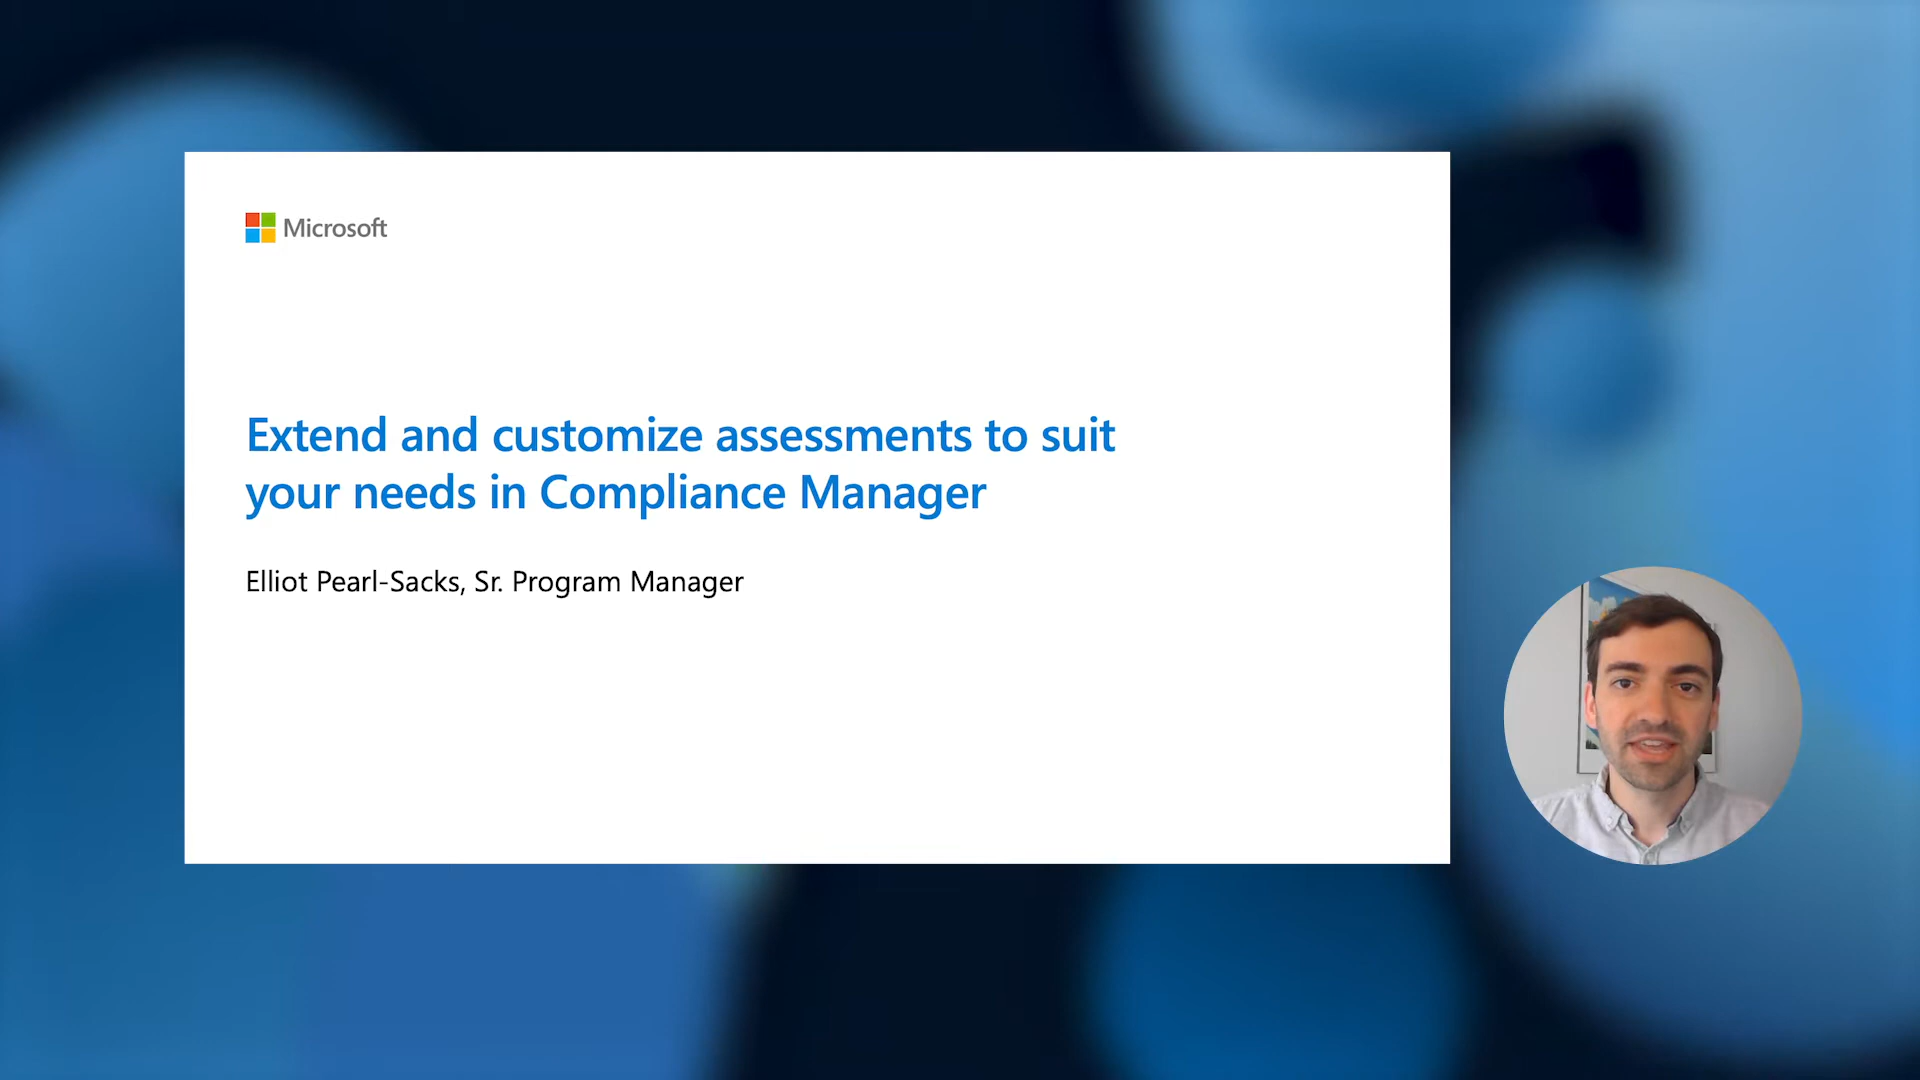 Microsoft
Extend and customize assessments to suit
your needs in Compliance Manager
Elliot Pearl-Sacks, Sr. Program Manager